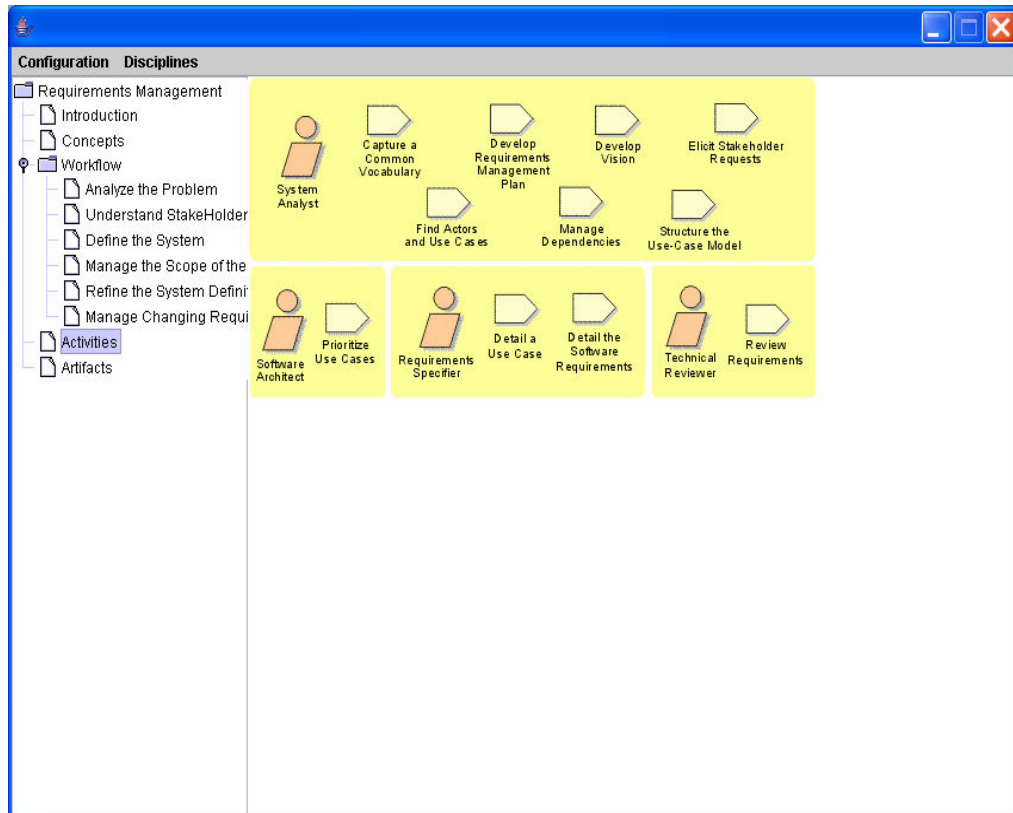 Configuration Disciplines
Requirements Management
Introduction
Concepts
Workflow
Analyze the Problem
Understand StakeHolder
Define the System
Manage the Scope of the
Refine the System Defini
Manage Changing Requi
Activities
Artifacts
System
Analyst
Capture a
Common
Vocabulary
Develop
Requirements
Management
Plan
Develop
Vision
Elicit Stakeholder
Requests
Find Actors
and Use Cases
Manage
Dependencies
Structure the
Use-Case Model
Software
Architect
Prioritize
Use Cases
Requirements
Specifier
Detail a
Use Case
Detail the
Software
Requirements
Technical
Reviewer
Review
Requirements